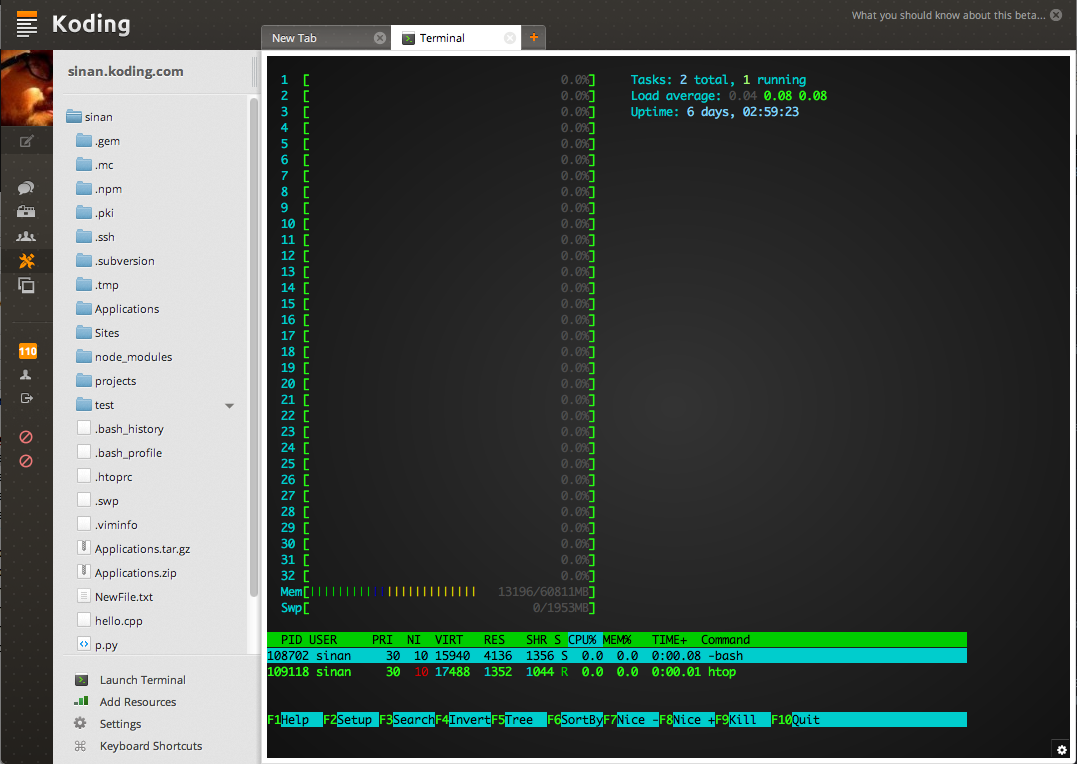 Koding
What you should know about this beta...
New Tab
Terminal
+
sinan.koding.com
sinan
.gem
.mc
.npm
.pki
.ssh
.subversion
.tmp
Applications
Sites
node_modules
projects
test
.bash_history
.bash_profile
.htoprc
.swp
.viminfo
Applications.tar.gz
Applications.zip
NewFile.txt
hello.cpp
p.py
110
Launch Terminal
Add Resources
Settings
Keyboard Shortcuts
1 [ 0.0%]
2 [ 0.0%]
3 [ 0.0%]
4 [ 0.0%]
5 [ 0.0%]
6 [ 0.0%]
7 [ 0.0%]
8 [ 0.0%]
9 [ 0.0%]
10 [ 0.0%]
11 [ 0.0%]
12 [ 0.0%]
13 [ 0.0%]
14 [ 0.0%]
15 [ 0.0%]
16 [ 0.0%]
17 [ 0.0%]
18 [ 0.0%]
19 [ 0.0%]
20 [ 0.0%]
21 [ 0.0%]
22 [ 0.0%]
23 [ 0.0%]
24 [ 0.0%]
25 [ 0.0%]
26 [ 0.0%]
27 [ 0.0%]
28 [ 0.0%]
29 [ 0.0%]
30 [ 0.0%]
31 [ 0.0%]
32 [ 0.0%]
Mem[||||||||||||||||||||||| 13196/60811MB]
Swp[ 0/1953MB]
Tasks: 2 total, 1 running
Load average: 0.04 0.08 0.08
Uptime: 6 days, 02:59:23
PID USER PRI NI VIRT RES SHR S CPU% MEM% TIME+ Command
108702 sinan 30 10 15940 4136 1356 S 0.0 0.0 0:00.08 -bash
109118 sinan 30 10 17488 1352 1044 R 0.0 0.0 0:00.01 htop
F1Help F2Setup F3SearchF4InvertF5Tree F6SortByF7Nice -F8Nice +F9Kill F10Quit